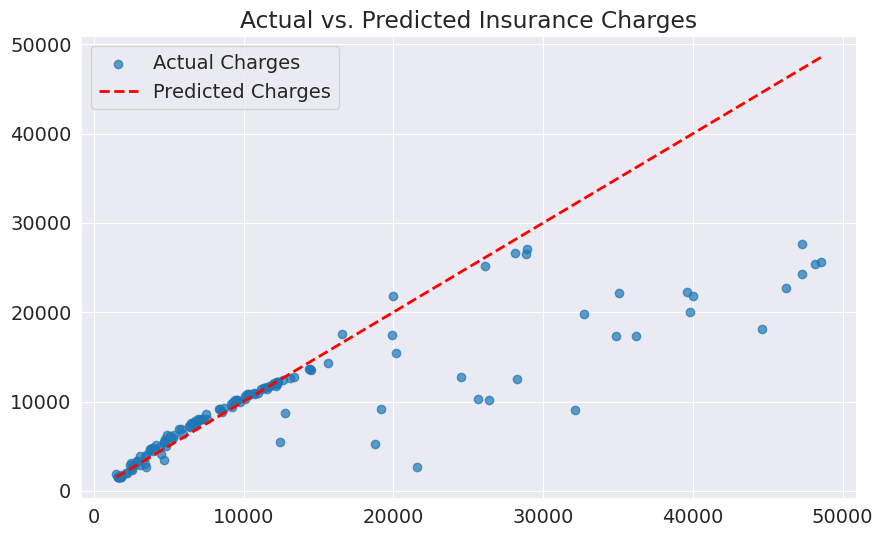 Actual vs. Predicted Insurance Charges
50000
40000
30000
20000
10000
0
Actual Charges
Predicted Charges
0 10000 20000 30000 40000 50000